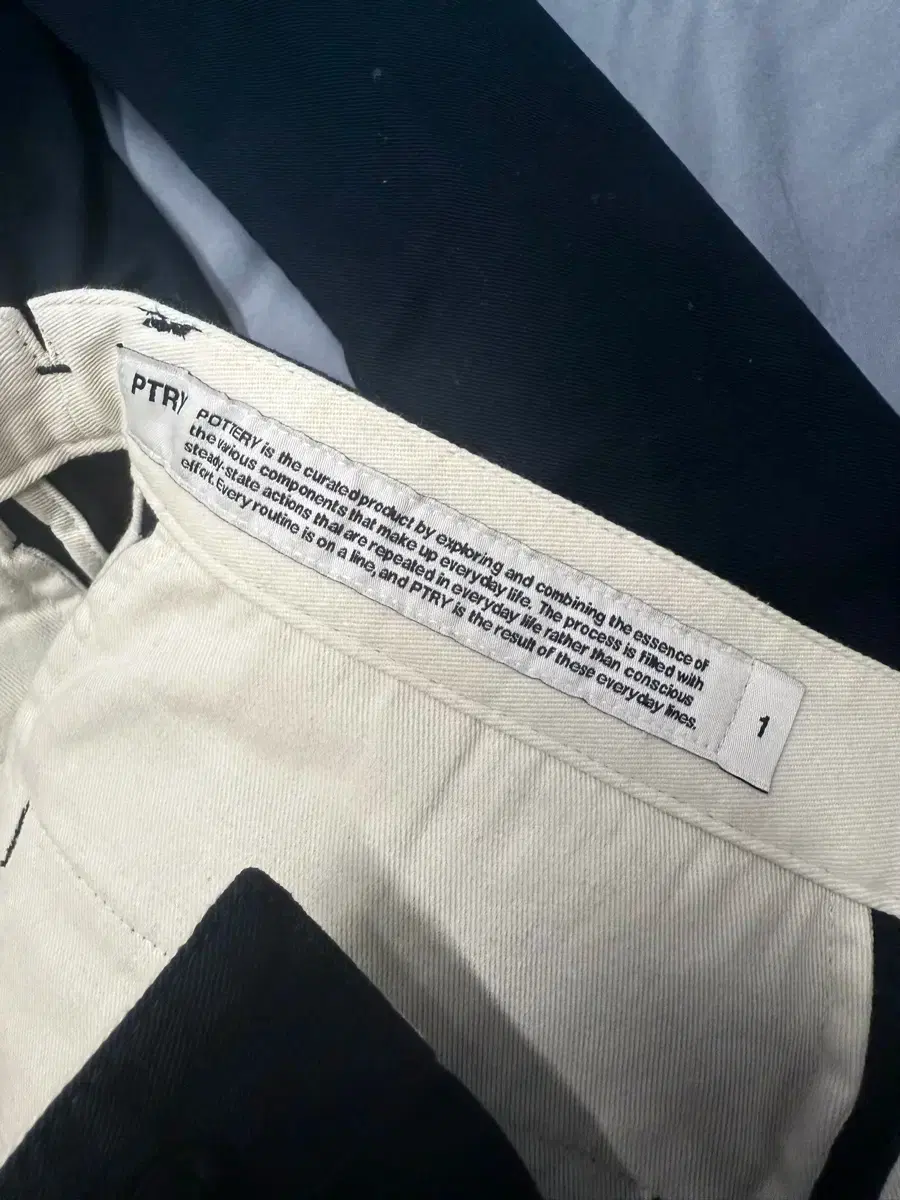 PTRY
POTTERY is the curated product by exploring and combining the essence of
the various components that make up everyday life. The process is filled with
steady-state actions that are repeated in everyday life rather than conscious
effort. Every routine is on a line, and PTRY is the result of these everyday lines.
1